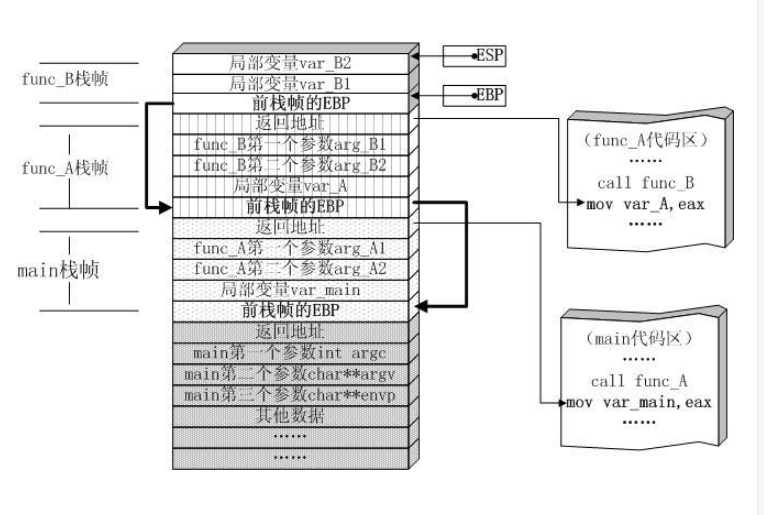 func_B栈帧
func_A栈帧
main栈帧
局部变量var_B2
局部变量var_B1
前栈帧的EBP
返回地址
func_B第一个参数arg_B1
func_B第二个参数arg_B2
局部变量var_A
前栈帧的EBP
返回地址
func_A第一个参数arg_A1
func_A第二个参数arg_A2
局部变量var_main
前栈帧的EBP
返回地址
main第一个参数int argc
main第二个参数char**argv
main第三个参数char**envp
其他数据
……
……
ESP
EBP
(func_A代码区)
……
call func_B
mov var_A,eax
……
(main代码区)
……
call func_A
mov var_main,eax
……